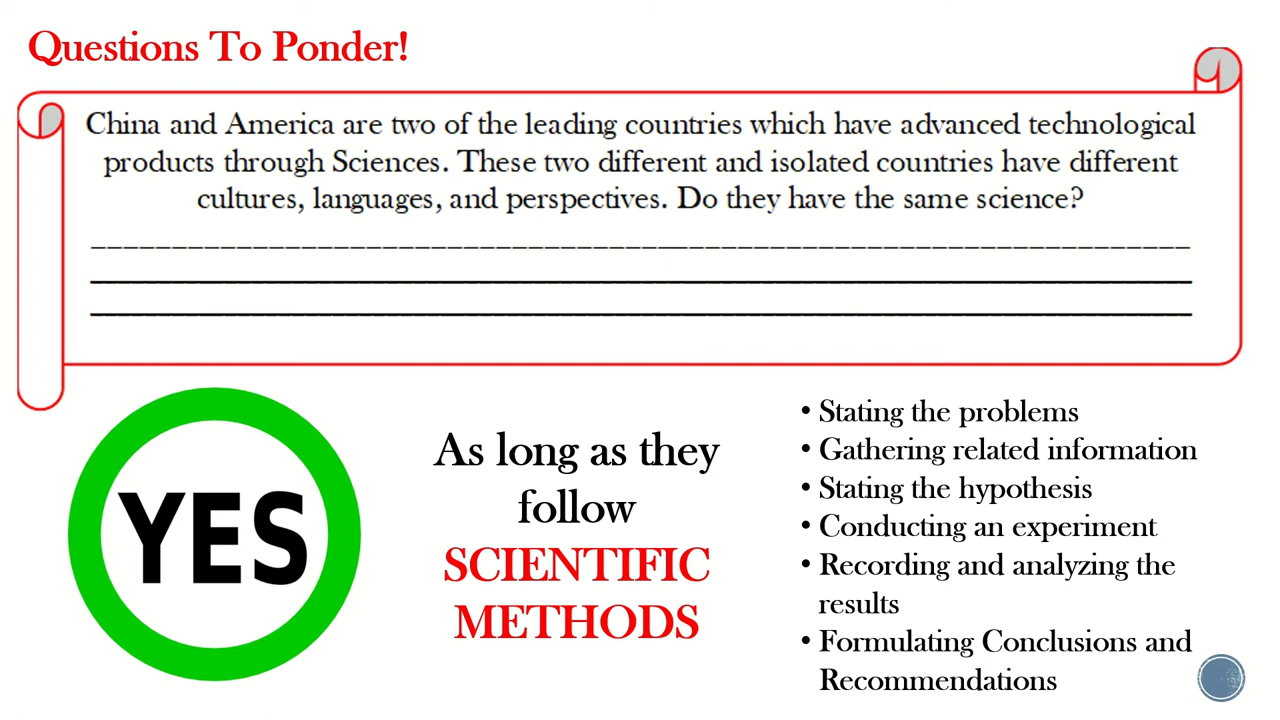 Questions To Ponder!
China and America are two of the leading countries which have advanced technological
products through Sciences. These two different and isolated countries have different
cultures, languages, and perspectives. Do they have the same science?
YES
As long as they
follow
SCIENTIFIC
METHODS
• Stating the problems
• Gathering related information
• Stating the hypothesis
• Conducting an experiment
• Recording and analyzing the
results
• Formulating Conclusions and
Recommendations